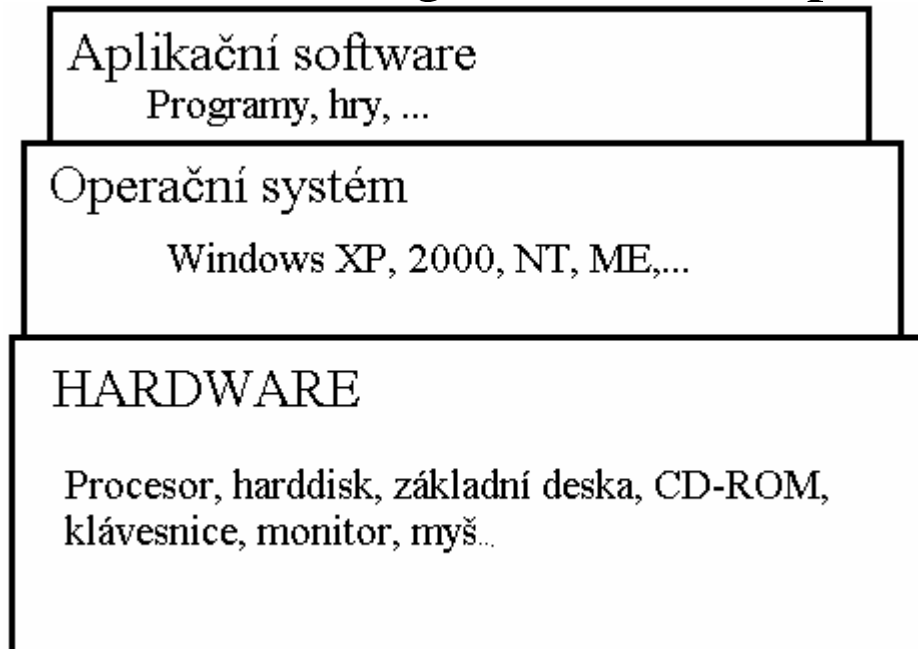 Aplikační software
Programy, hry, ...
Operační systém
Windows XP, 2000, NT, ME,...
HARDWARE
Procesor, harddisk, základní deska, CD-ROM,
klávesnice, monitor, myš...